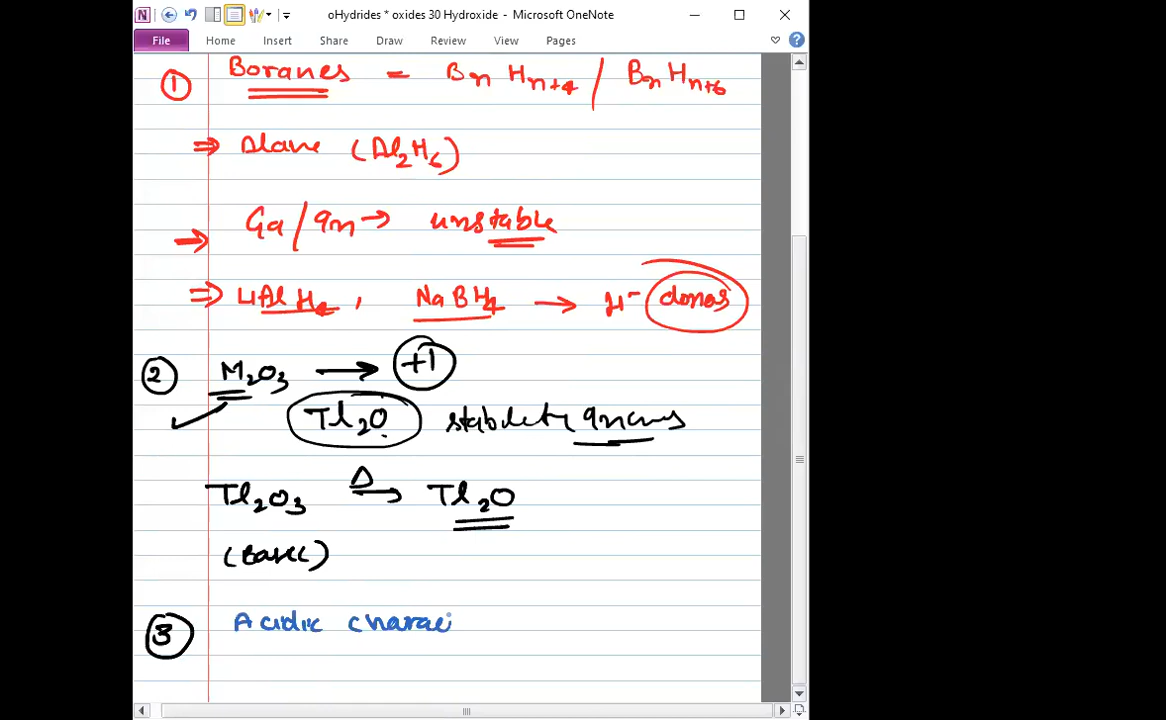 oHydrides * oxides 30 Hydroxide - Microsoft OneNote
File Home Insert Share Draw Review View Pages
① Boranes = BnHn+4 / BnHn+6
⇒ Alane (Al2H6)
→ Ga / In → unstable
⇒ LiAlH4, NaBH4 → H⁻ donor
② M2O3 → +1
Tl2O stability increas
Tl2O3 Δ→ Tl2O
(Basic)
③ Acidic charac